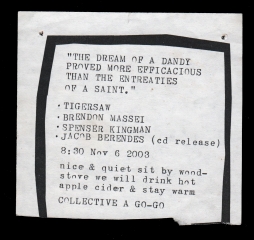 "THE DREAM OF A DANDY
PROVED MORE EFFICACIOUS
THAN THE ENTREATIES
OF A SAINT."
·TIGERSAW
·BRENDON MASSEI
·SPENSER KINGMAN
·JACOB BERENDES (cd release)
8:30 Nov 6 2003
nice & quiet sit by wood-
stove we will drink hot
apple cider & stay warm
COLLECTIVE A GO-GO